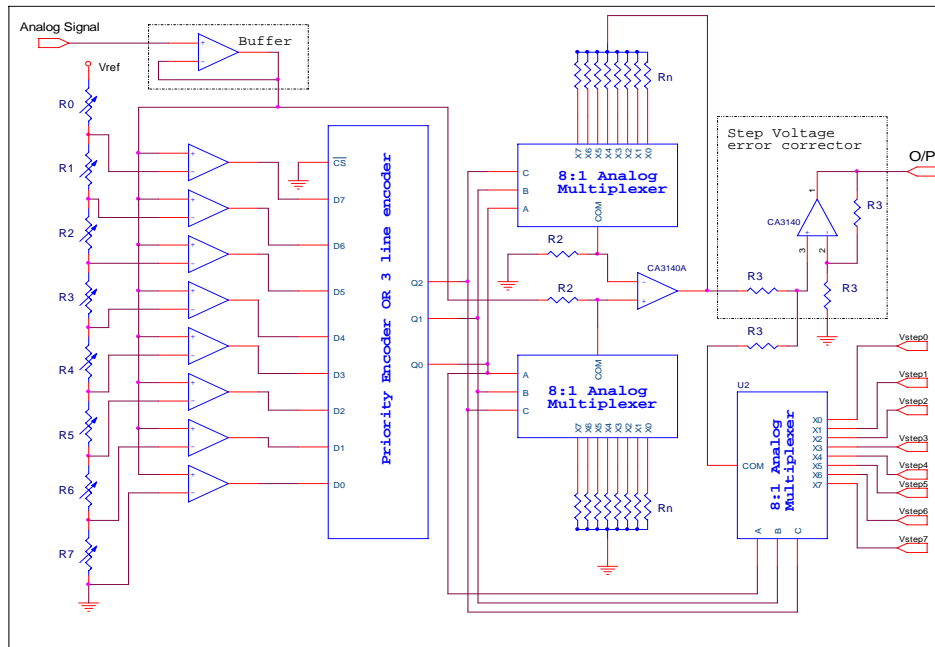 Analog Signal
Buffer
Vref
R0
R1
R2
R3
R4
R5
R6
R7
+
-
+
-
+
-
+
-
+
-
+
-
+
-
+
-
+
-
Priority Encoder OR 3 line encoder
CS
D7
D6
D5
D4
D3
D2
D1
D0
Q2
Q1
Q0
Rn
X7 X6 X5 X4 X3 X2 X1 X0
C
B
A
8:1 Analog
Multiplexer
COM
R2
R2
CA3140A
-
+
COM
A
B
C
8:1 Analog
Multiplexer
X7 X6 X5 X4 X3 X2 X1 X0
Rn
Step Voltage
error corrector
O/P
1
CA3140
+
-
3
2
R3
R3
R3
R3
U2
COM
8:1 Analog
Multiplexer
X0
X1
X2
X3
X4
X5
X6
X7
A B C
Vstep0
Vstep1
Vstep2
Vstep3
Vstep4
Vstep5
Vstep6
Vstep7